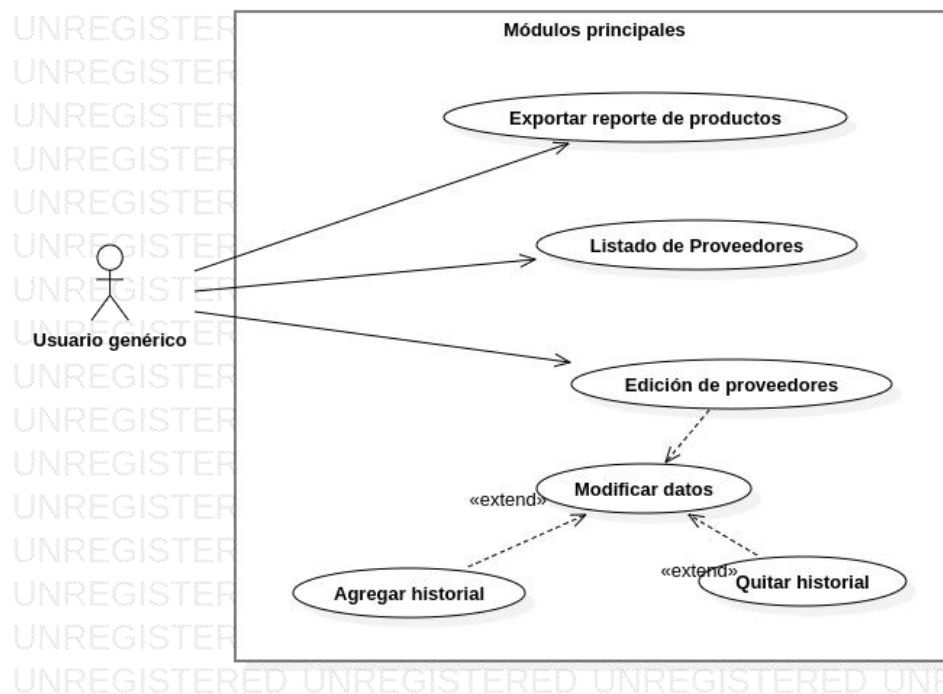 UNREGISTER
Módulos principales
UNREGISTER
UNREGISTER
Exportar reporte de productos
UNREGISTER
UNREGISTER
UNREGISTER
Listado de Proveedores
UNREGISTER
UNREGISTERED
Usuario genérico
UNREGISTER
Edición de proveedores
UNREGISTER
UNREGISTER
Modificar datos
«extend»
UNREGISTER
UNREGISTER
«extend»
Quitar historial
Agregar historial
UNREGISTER
UNREGISTER
UNREGISTERED UNREGISTERED UNREGISTERED UNR